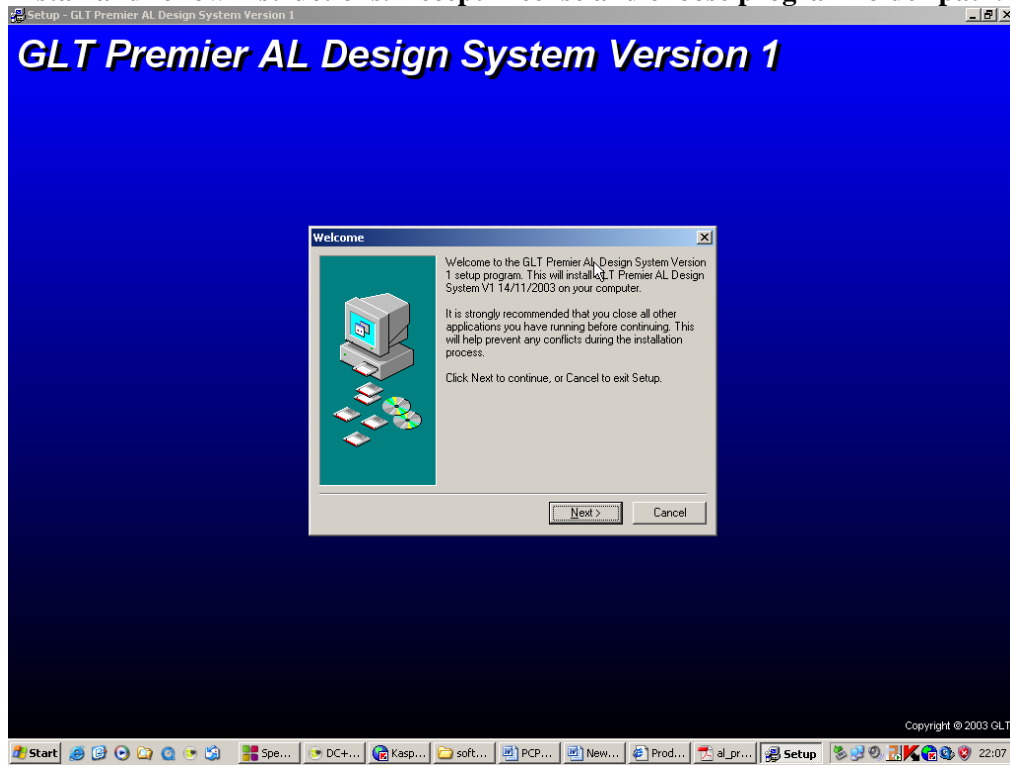 Setup - GLT Premier AL Design System Version 1
GLT Premier AL Design System Version 1
Welcome
Welcome to the GLT Premier AL Design System Version
1 setup program. This will install GLT Premier AL Design
System V1 14/11/2003 on your computer.
It is strongly recommended that you close all other
applications you have running before continuing. This
will help prevent any conflicts during the installation
process.
Click Next to continue, or Cancel to exit Setup.
Next >
Cancel
Copyright © 2003 GLT
Start
Spe...
DC+...
Kasp...
soft...
PCP...
New...
Prod...
al_pr...
Setup
22:07